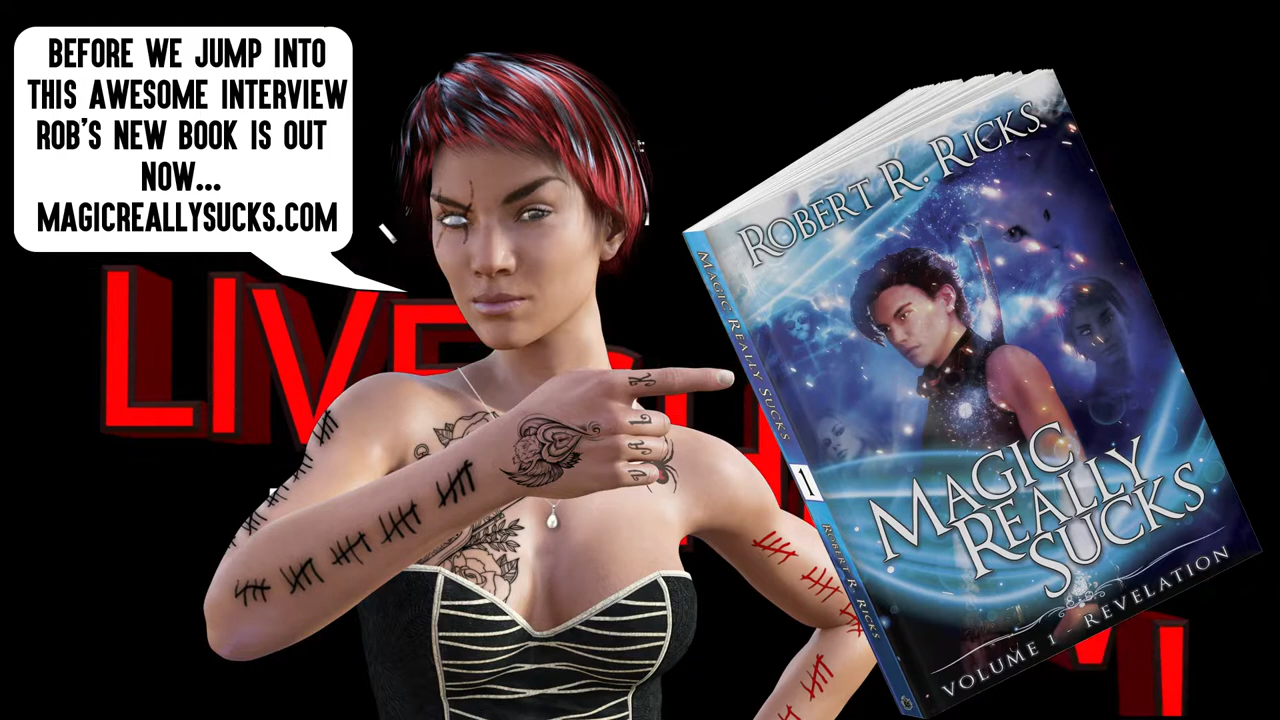 BEFORE WE JUMP INTO
THIS AWESOME INTERVIEW
ROB'S NEW BOOK IS OUT
NOW...
MAGICREALLYSUCKS.COM
LIVE
ROBERT R. RICKS
MAGIC REALLY SUCKS
1
ROBERT R. RICKS
MAGIC
REALLY
SUCKS
VOLUME 1 - REVELATION